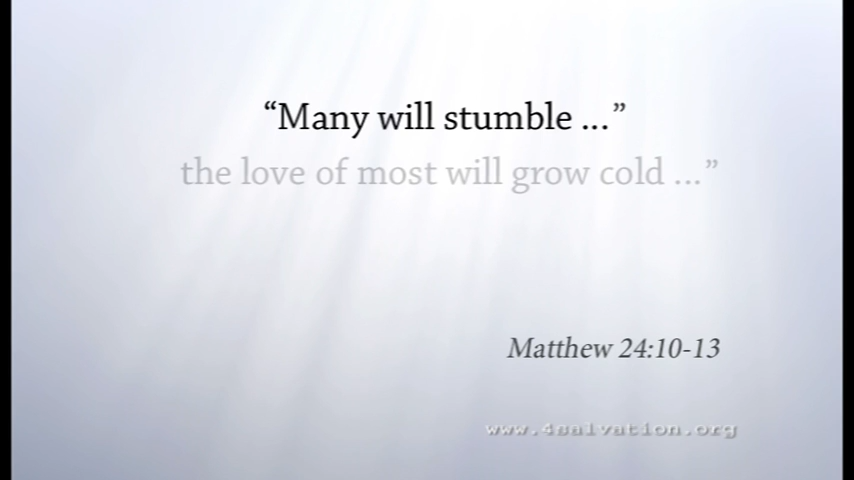 “Many will stumble ...”
the love of most will grow cold ...”
Matthew 24:10-13
www.4salvation.org